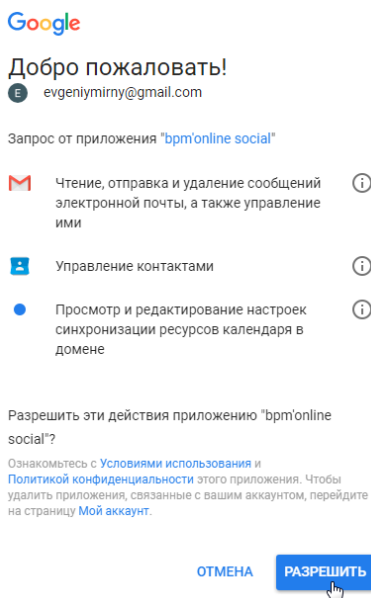 Google
Добро пожаловать!
E evgeniymirny@gmail.com
Запрос от приложения "bpm'online social"
Чтение, отправка и удаление сообщений
электронной почты, а также управление
ими
Управление контактами
Просмотр и редактирование настроек
синхронизации ресурсов календаря в
домене
Разрешить эти действия приложению "bpm'online
social"?
Ознакомьтесь с Условиями использования и
Политикой конфиденциальности этого приложения. Чтобы
удалить приложения, связанные с вашим аккаунтом, перейдите
на страницу Мой аккаунт.
ОТМЕНА РАЗРЕШИТЬ